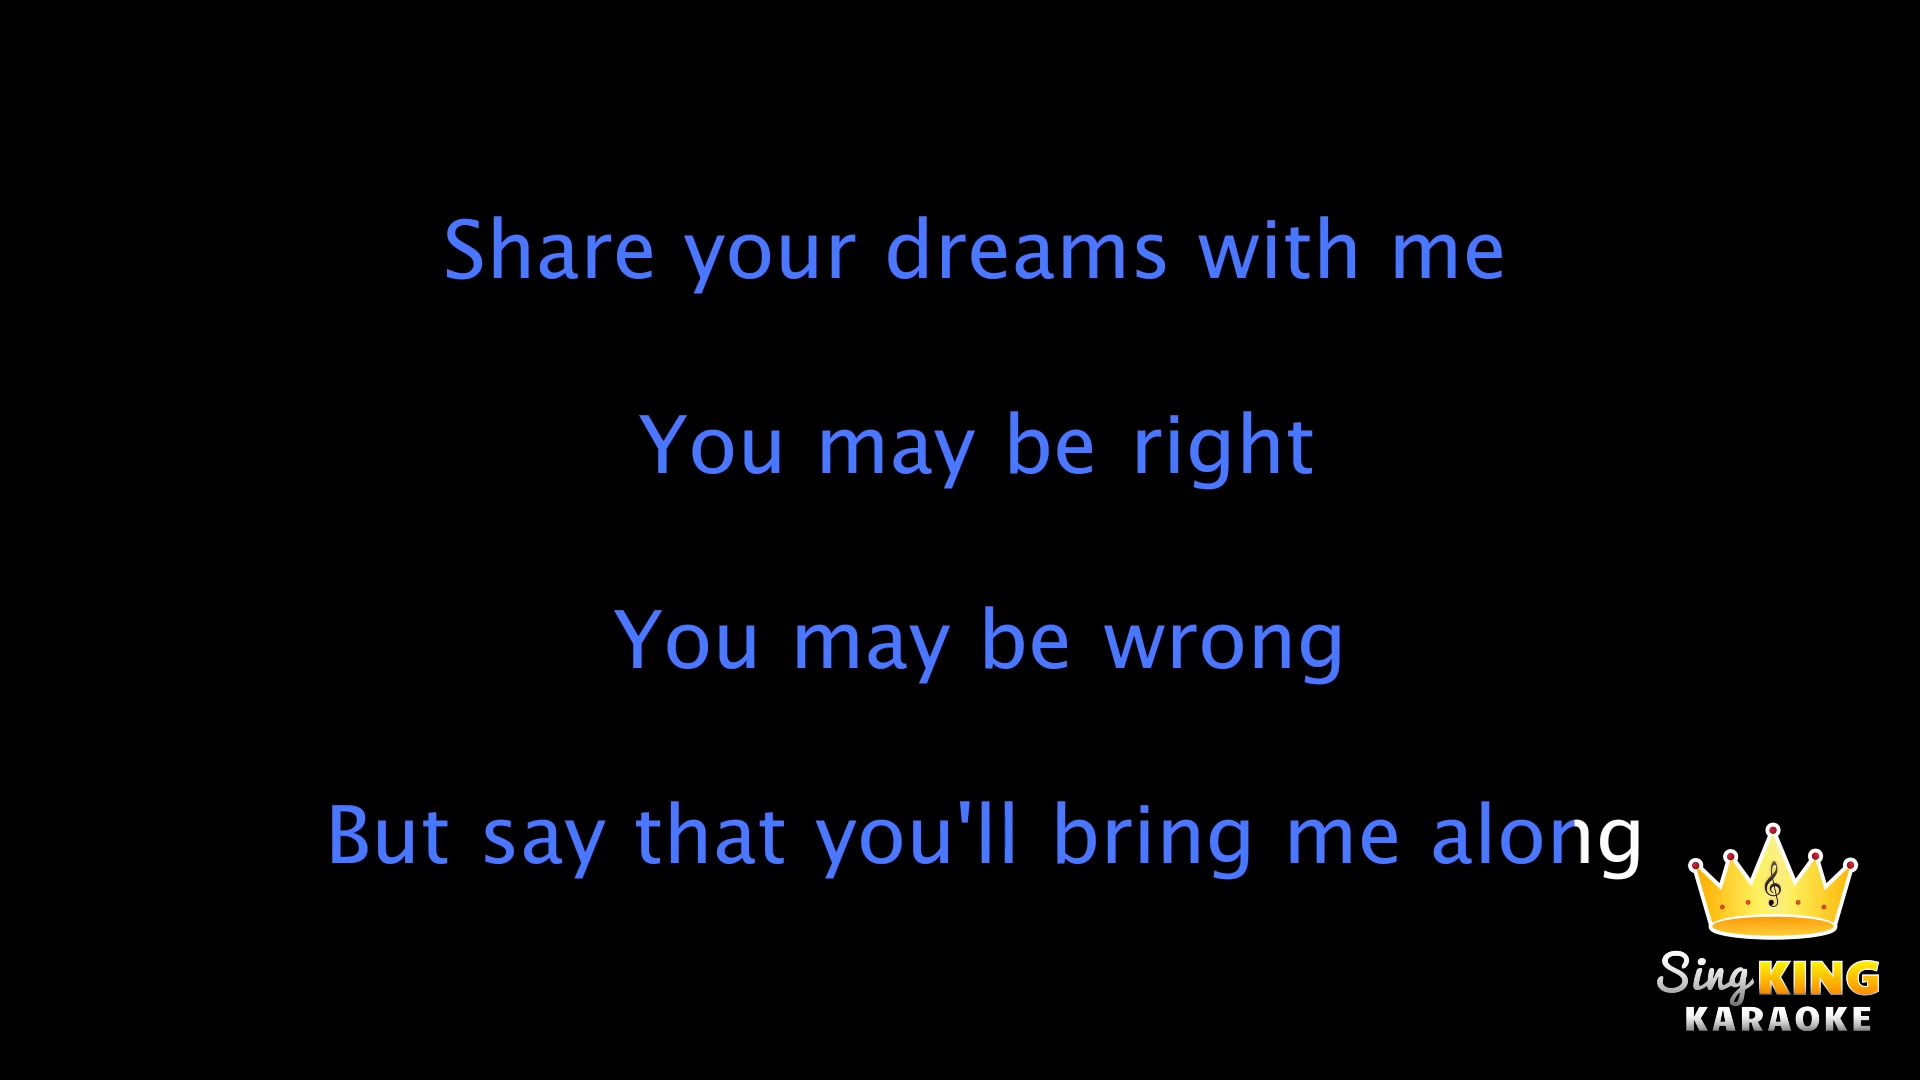 Share your dreams with me
You may be right
You may be wrong
But say that you'll bring me along
Sing KING
KARAOKE